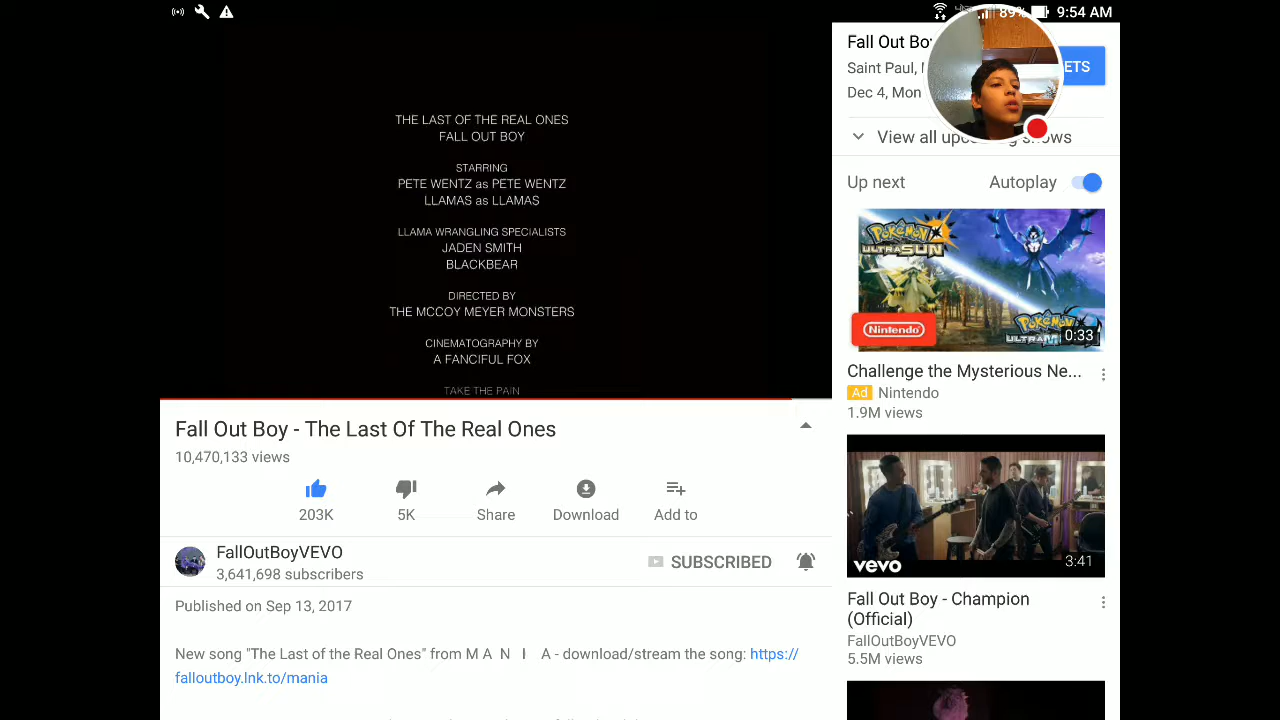 89% 9:54 AM
THE LAST OF THE REAL ONES
FALL OUT BOY
STARRING
PETE WENTZ as PETE WENTZ
LLAMAS as LLAMAS
LLAMA WRANGLING SPECIALISTS
JADEN SMITH
BLACKBEAR
DIRECTED BY
THE MCCOY MEYER MONSTERS
CINEMATOGRAPHY BY
A FANCIFUL FOX
TAKE THE PAIN
Fall Out Boy - The Last Of The Real Ones
10,470,133 views
203K
5K
Share
Download
Add to
FallOutBoyVEVO
3,641,698 subscribers
SUBSCRIBED
Published on Sep 13, 2017
New song "The Last of the Real Ones" from M A N I A - download/stream the song: https://
falloutboy.lnk.to/mania
Fall Out Bo
Saint Paul,
ETS
Dec 4, Mon
View all upcoming shows
Up next
Autoplay
POKÉMON
ULTRA SUN
Nintendo
POKÉMON
ULTRA M
0:33
Challenge the Mysterious Ne...
Ad Nintendo
1.9M views
vevo
3:41
Fall Out Boy - Champion
(Official)
FallOutBoyVEVO
5.5M views